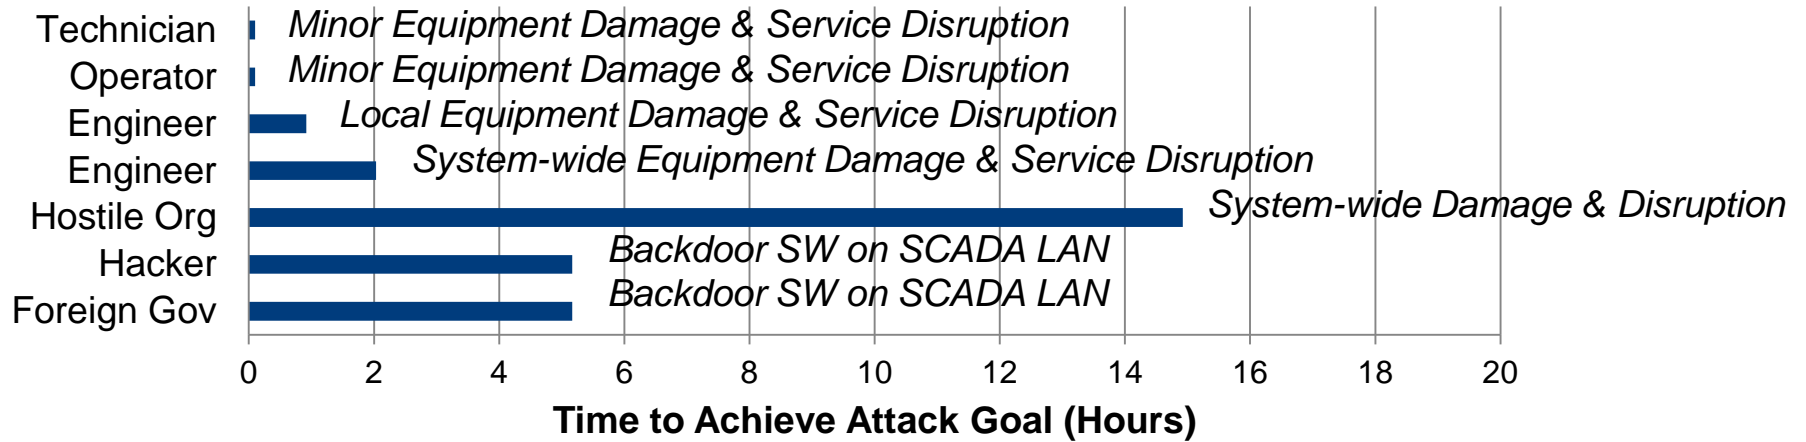 Technician Minor Equipment Damage & Service Disruption
Operator Minor Equipment Damage & Service Disruption
Engineer Local Equipment Damage & Service Disruption
Engineer System-wide Equipment Damage & Service Disruption
Hostile Org System-wide Damage & Disruption
Hacker Backdoor SW on SCADA LAN
Foreign Gov Backdoor SW on SCADA LAN
0 2 4 6 8 10 12 14 16 18 20
Time to Achieve Attack Goal (Hours)